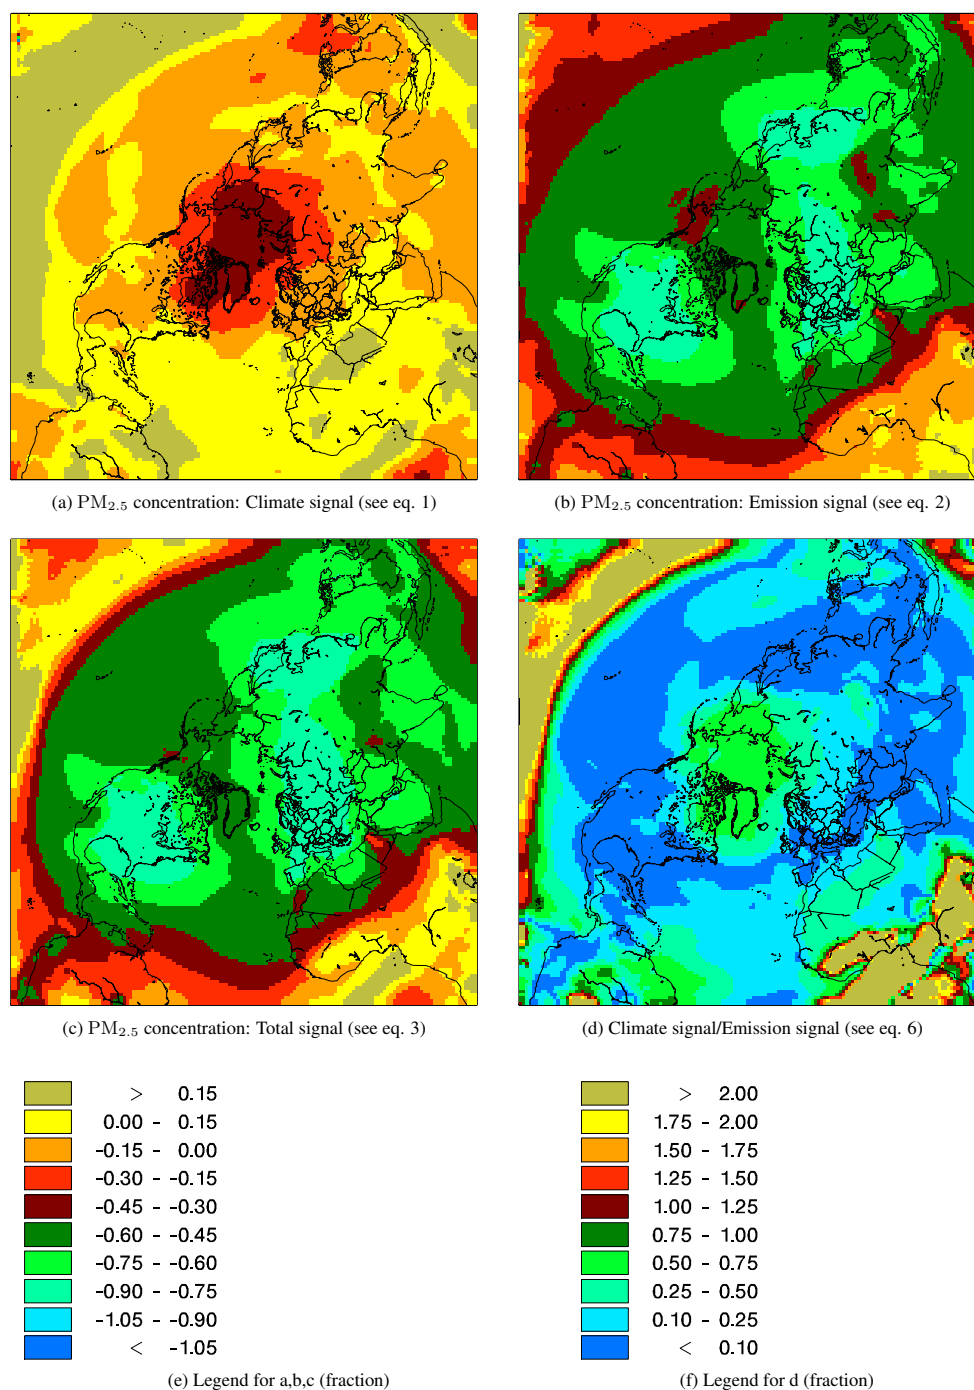 (a) PM2.5 concentration: Climate signal (see eq. 1)
(b) PM2.5 concentration: Emission signal (see eq. 2)
(c) PM2.5 concentration: Total signal (see eq. 3)
(d) Climate signal/Emission signal (see eq. 6)
> 0.15
0.00 - 0.15
-0.15 - 0.00
-0.30 - -0.15
-0.45 - -0.30
-0.60 - -0.45
-0.75 - -0.60
-0.90 - -0.75
-1.05 - -0.90
< -1.05
(e) Legend for a,b,c (fraction)
> 2.00
1.75 - 2.00
1.50 - 1.75
1.25 - 1.50
1.00 - 1.25
0.75 - 1.00
0.50 - 0.75
0.25 - 0.50
0.10 - 0.25
< 0.10
(f) Legend for d (fraction)